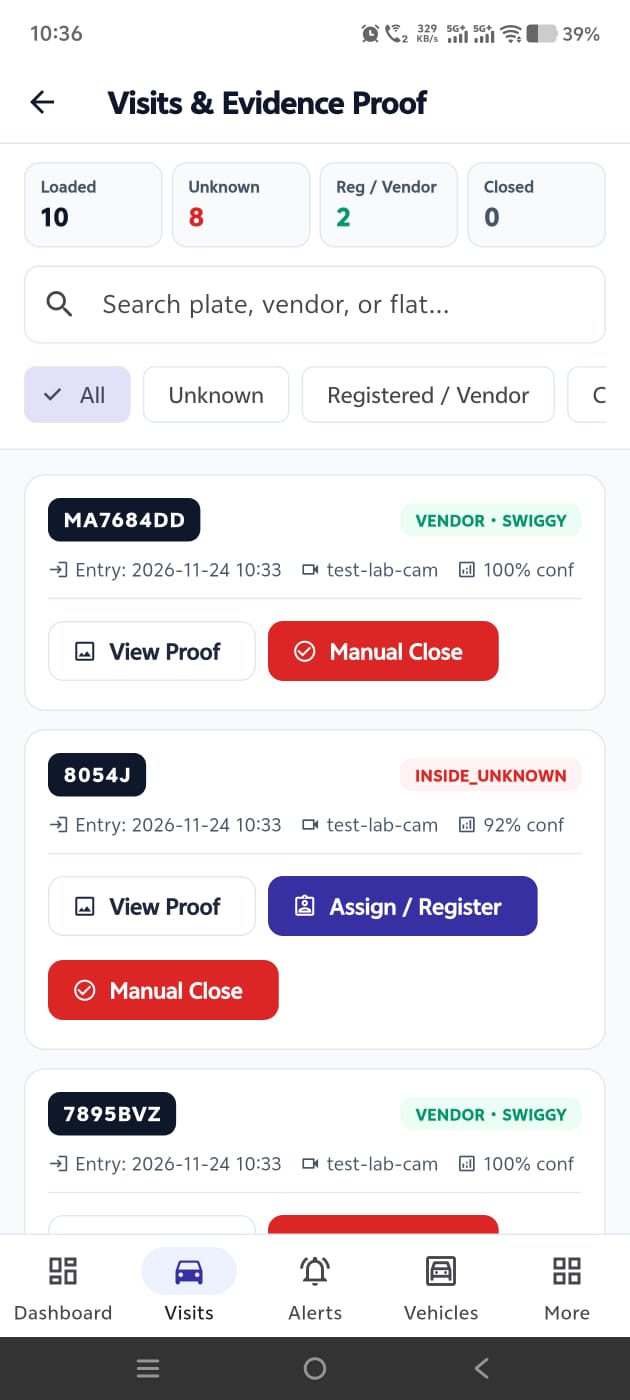 10:36 2 329 KB/s 5G+ 5G+ 39%
Visits & Evidence Proof
Loaded Unknown Reg / Vendor Closed
10 8 2 0
Search plate, vendor, or flat...
All Unknown Registered / Vendor C
MA7684DD VENDOR • SWIGGY
Entry: 2026-11-24 10:33 test-lab-cam 100% conf
View Proof Manual Close
8054J INSIDE_UNKNOWN
Entry: 2026-11-24 10:33 test-lab-cam 92% conf
View Proof Assign / Register
Manual Close
7895BVZ VENDOR • SWIGGY
Entry: 2026-11-24 10:33 test-lab-cam 100% conf
Dashboard Visits Alerts Vehicles More